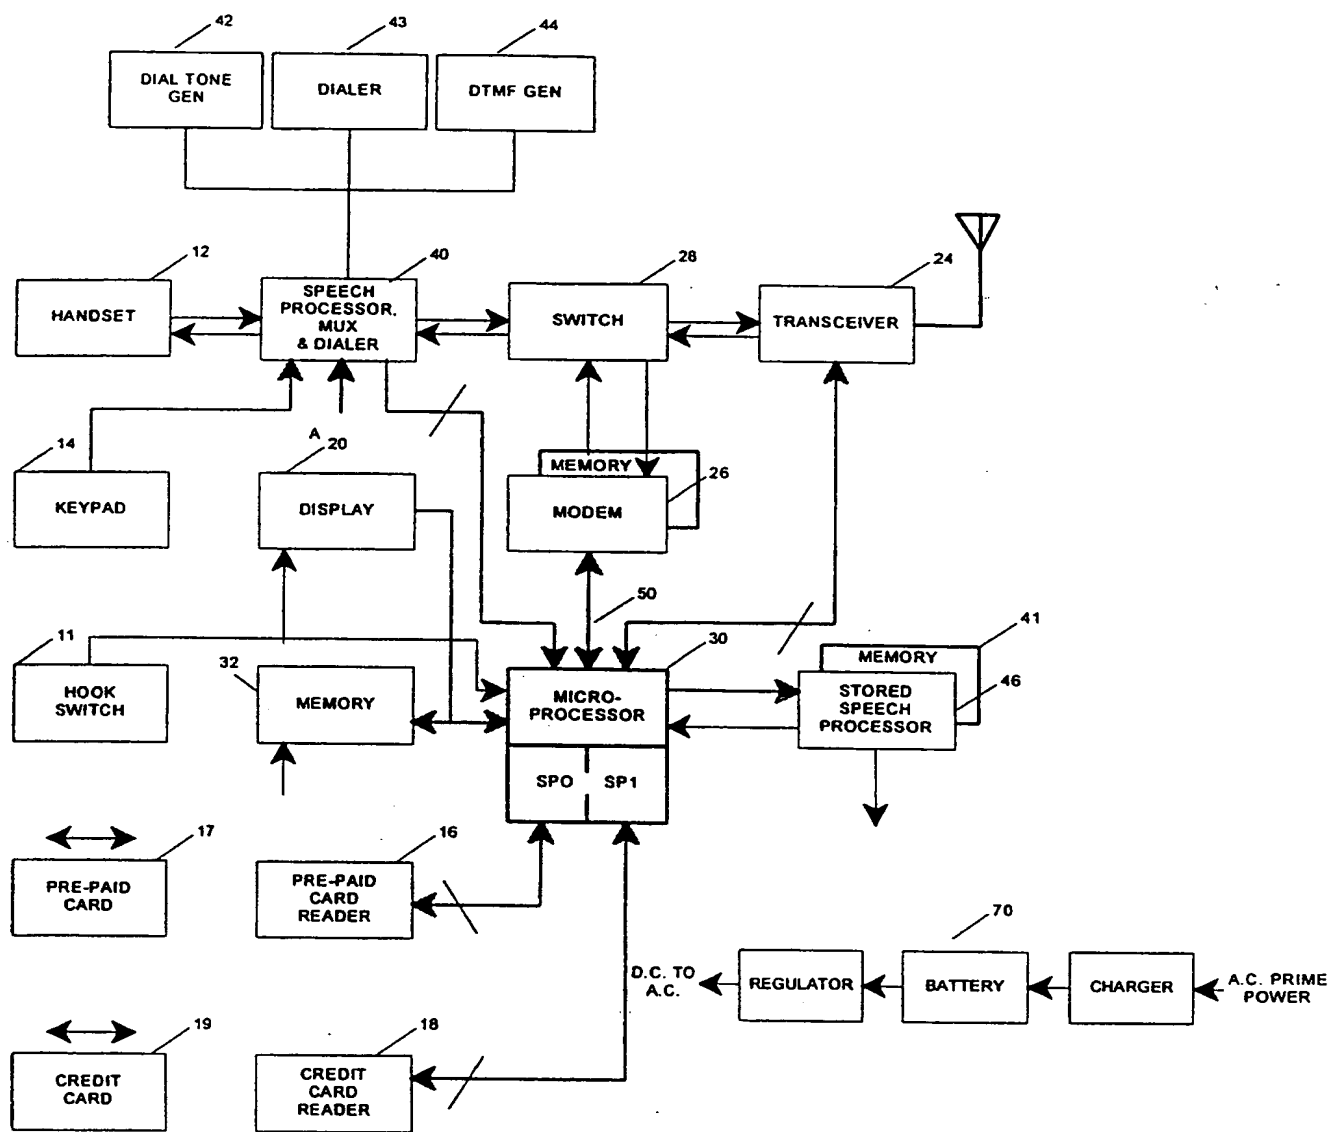 42
43
44
DIAL TONE
GEN
DIALER
DTMF GEN
12
40
28
24
HANDSET
SPEECH
PROCESSOR,
MUX
& DIALER
SWITCH
TRANSCEIVER
A
14
20
MEMORY
26
KEYPAD
DISPLAY
MODEM
50
11
32
30
41
HOOK
SWITCH
MEMORY
MICRO-
PROCESSOR
MEMORY
46
STORED
SPEECH
PROCESSOR
SPO
SP1
17
16
PRE-PAID
CARD
PRE-PAID
CARD
READER
70
D.C. TO
A.C.
REGULATOR
BATTERY
CHARGER
A.C. PRIME
POWER
19
18
CREDIT
CARD
CREDIT
CARD
READER